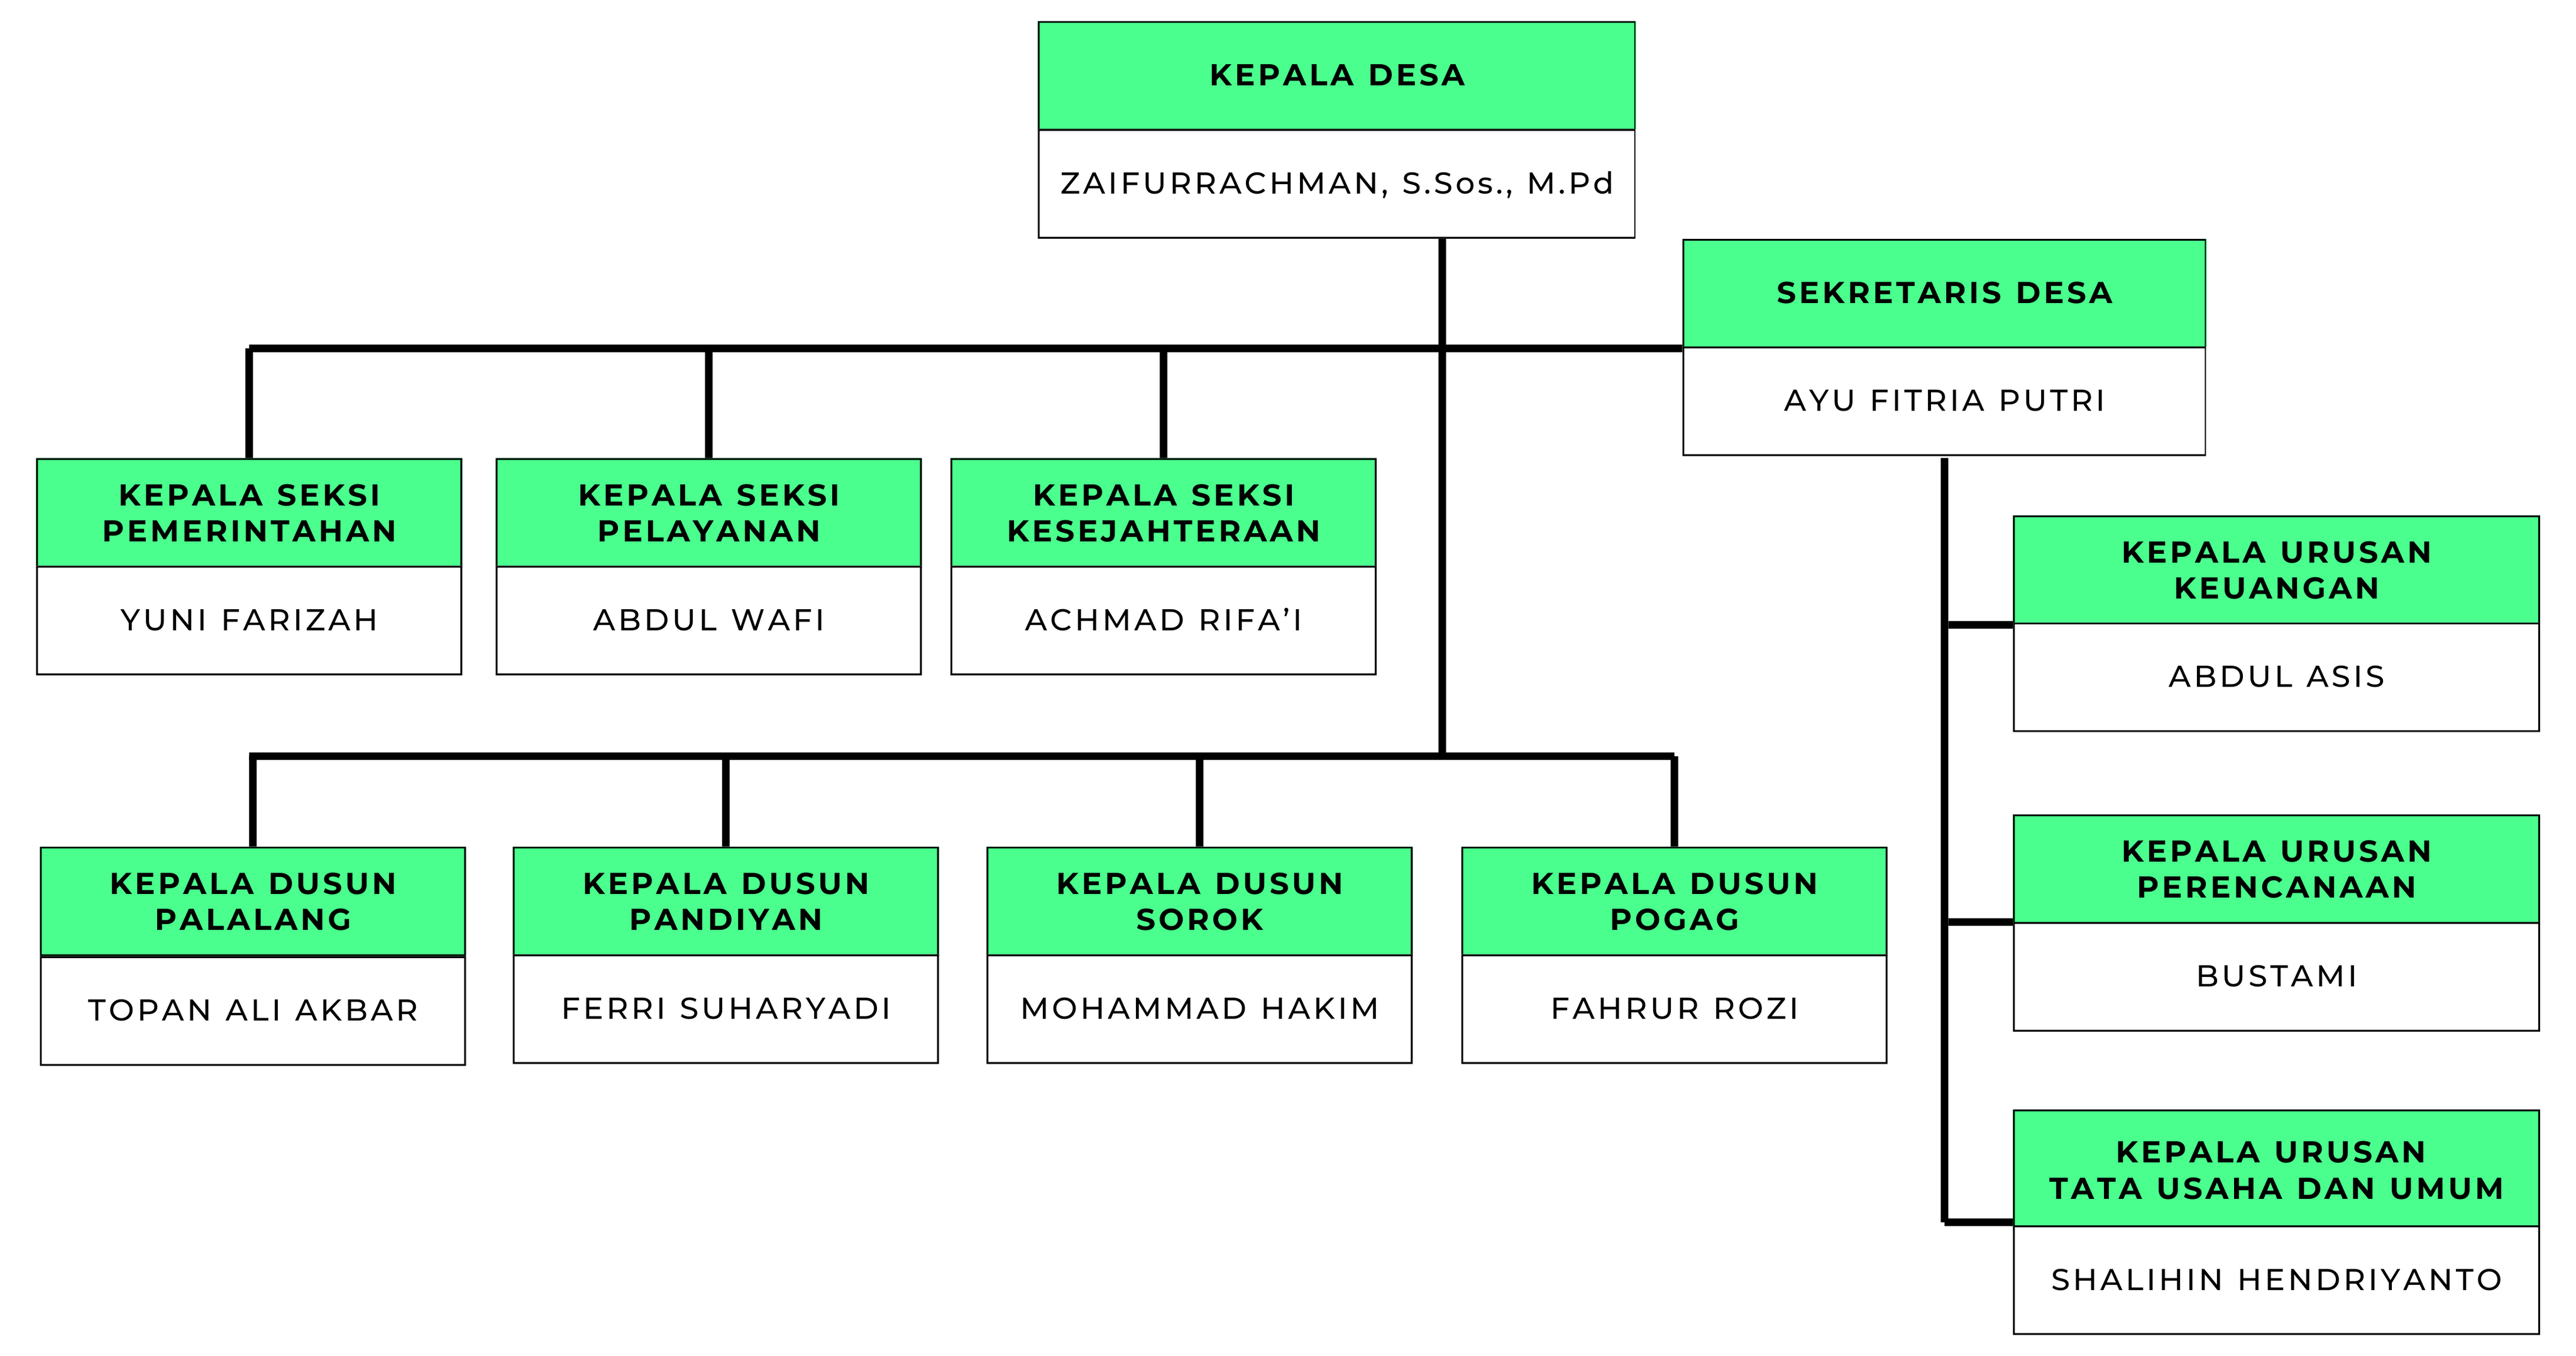 KEPALA DESA
ZAIFURRACHMAN, S.Sos., M.Pd
SEKRETARIS DESA
AYU FITRIA PUTRI
KEPALA SEKSI
PEMERINTAHAN
YUNI FARIZAH
KEPALA SEKSI
PELAYANAN
ABDUL WAFI
KEPALA SEKSI
KESEJAHTERAAN
ACHMAD RIFA’I
KEPALA URUSAN
KEUANGAN
ABDUL ASIS
KEPALA DUSUN
PALALANG
TOPAN ALI AKBAR
KEPALA DUSUN
PANDIYAN
FERRI SUHARYADI
KEPALA DUSUN
SOROK
MOHAMMAD HAKIM
KEPALA DUSUN
POGAG
FAHRUR ROZI
KEPALA URUSAN
PERENCANAAN
BUSTAMI
KEPALA URUSAN
TATA USAHA DAN UMUM
SHALIHIN HENDRIYANTO